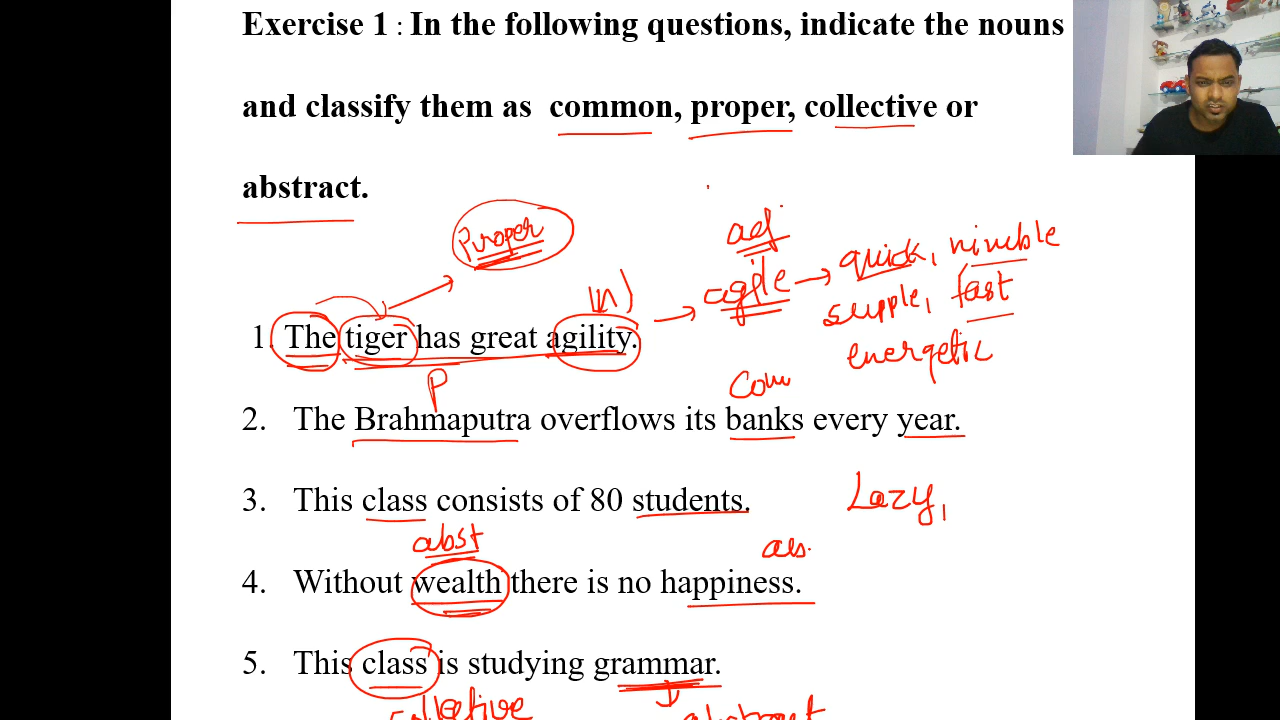 Exercise 1 : In the following questions, indicate the nouns
and classify them as common, proper, collective or
abstract.
Proper
adj
(n)
agile
quick, nimble
supple, fast
energetic
1. The tiger has great agility.
P
Com
2. The Brahmaputra overflows its banks every year.
3. This class consists of 80 students.
Lazy,
abst
abs.
4. Without wealth there is no happiness.
5. This class is studying grammar.
collective
abstract